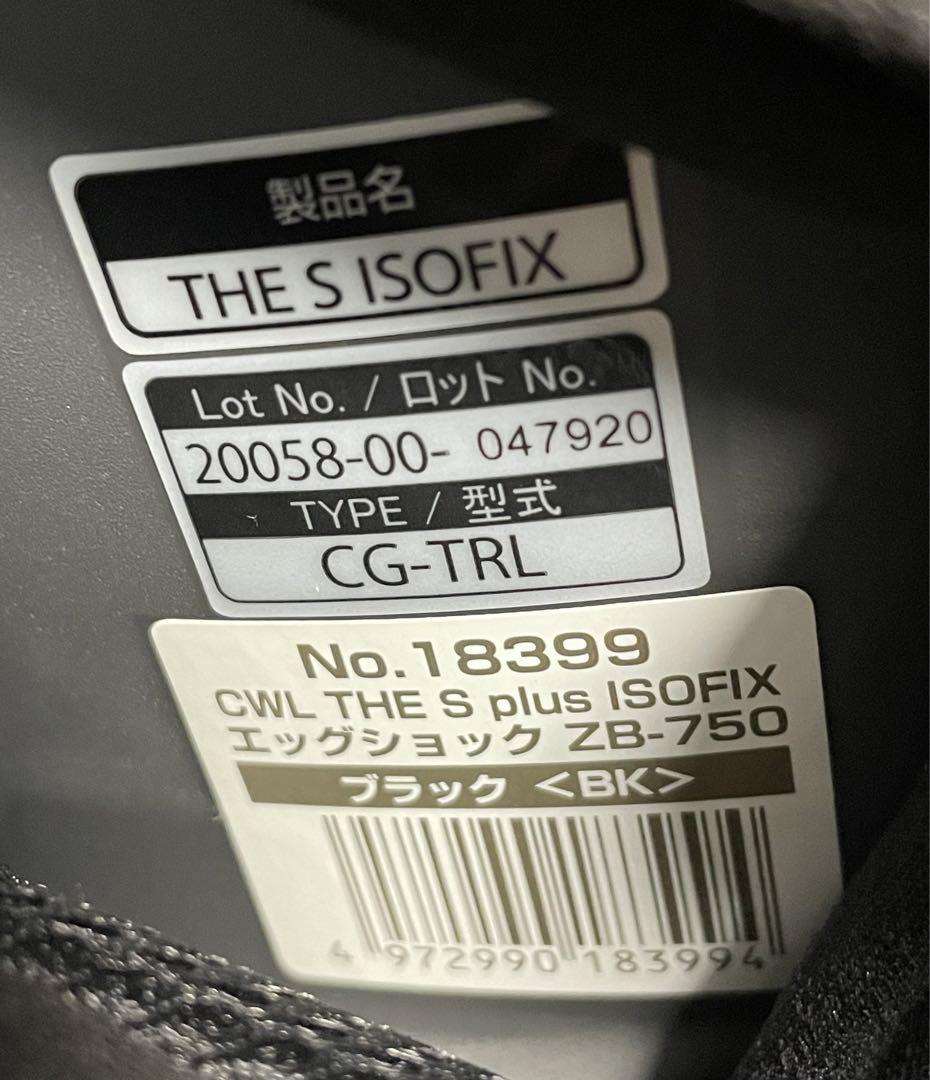 製品名
THE S ISOFIX
Lot No. / ロット No.
20058-00- 047920
TYPE / 型式
CG-TRL
No.18399
CWL THE S plus ISOFIX
エッグショック ZB-750
ブラック <BK>
4 972990 183994